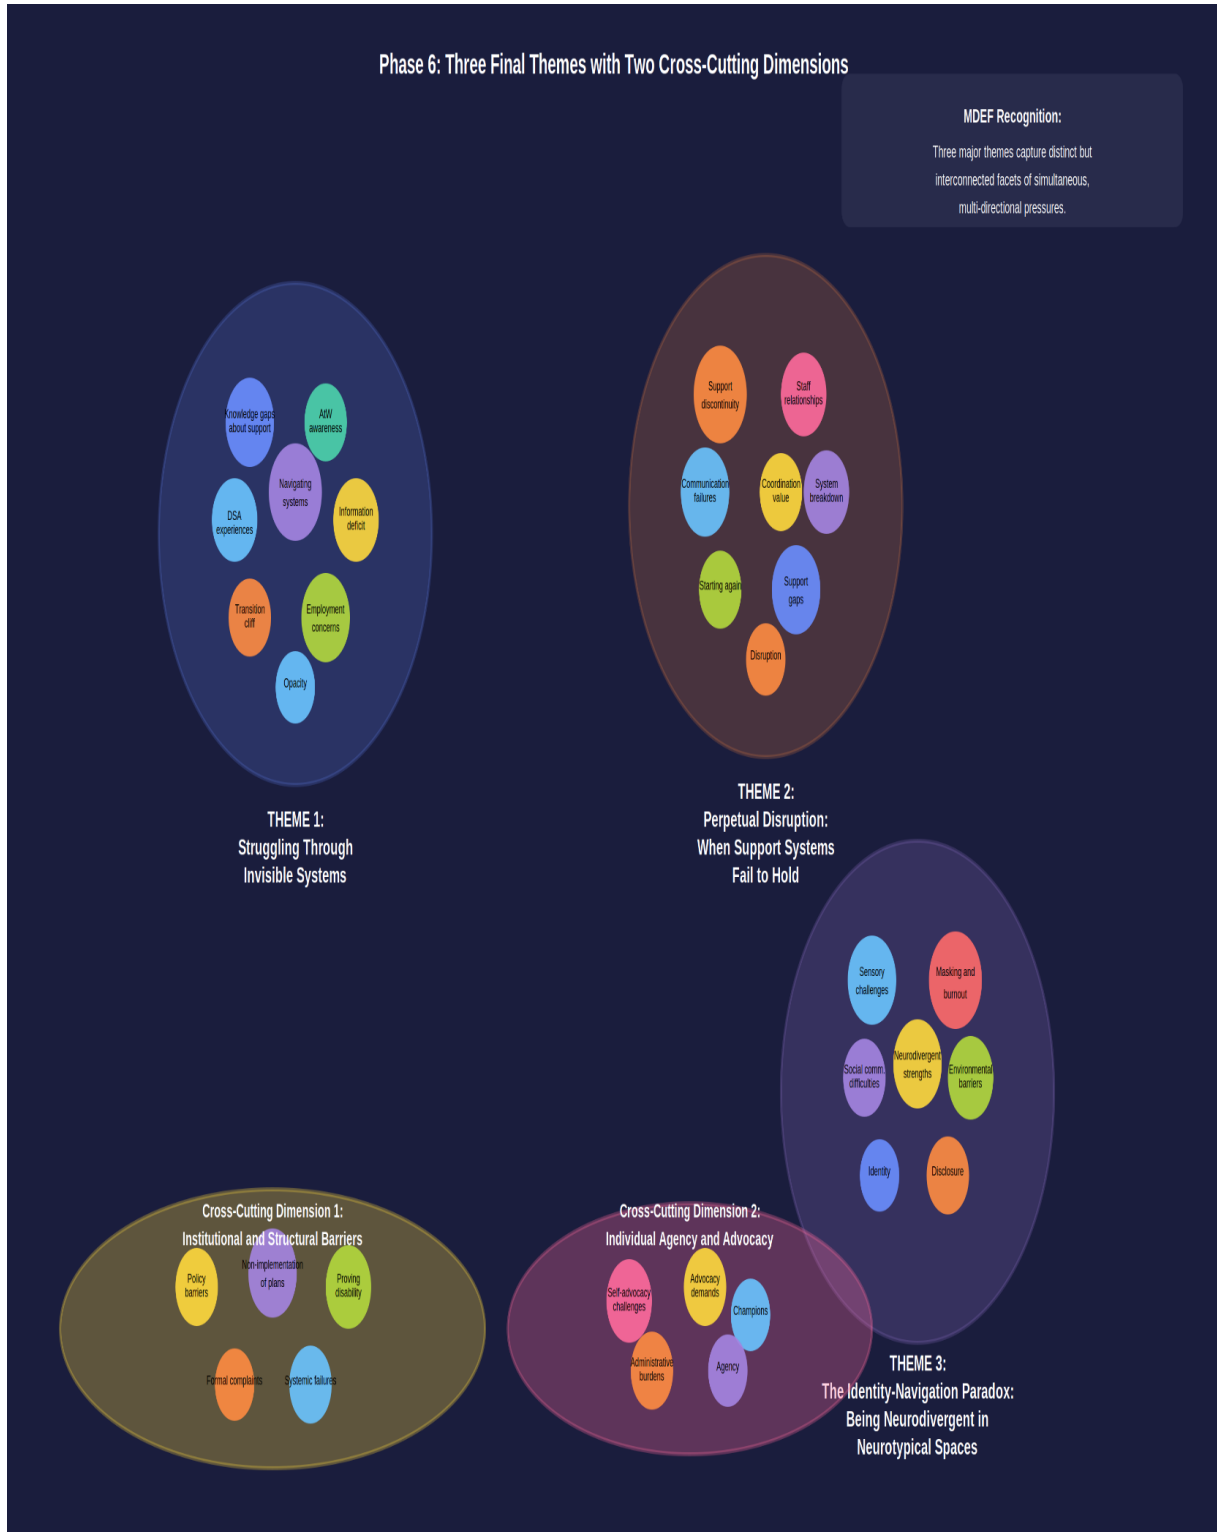 Phase 6: Three Final Themes with Two Cross-Cutting Dimensions
MDEF Recognition:
Three major themes capture distinct but
interconnected facets of simultaneous,
multi-directional pressures.
Knowledge gaps
about support
AtW
awareness
Navigating
systems
DSA
experiences
Information
deficit
Transition
cliff
Employment
concerns
Opacity
THEME 1:
Struggling Through
Invisible Systems
Support
discontinuity
Staff
relationships
Communication
failures
Coordination
value
System
breakdown
Starting again
Support
gaps
Disruption
THEME 2:
Perpetual Disruption:
When Support Systems
Fail to Hold
Sensory
challenges
Masking and
burnout
Social comm.
difficulties
Neurodivergent
strengths
Environmental
barriers
Identity
Disclosure
THEME 3:
The Identity-Navigation Paradox:
Being Neurodivergent in
Neurotypical Spaces
Cross-Cutting Dimension 1:
Institutional and Structural Barriers
Policy
barriers
Non-implementation
of plans
Proving
disability
Formal complaints
Systemic failures
Cross-Cutting Dimension 2:
Individual Agency and Advocacy
Self-advocacy
challenges
Advocacy
demands
Champions
Administrative
burdens
Agency